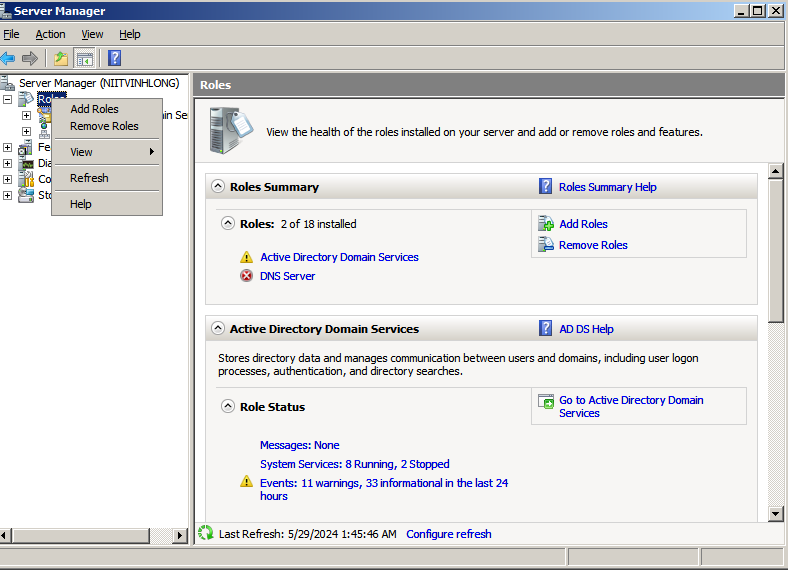 Server Manager
File Action View Help
Server Manager (NIITVINHLONG)
Roles
Add Roles
Remove Roles
View
Refresh
Help
Roles
View the health of the roles installed on your server and add or remove roles and features.
Roles Summary
Roles Summary Help
Roles: 2 of 18 installed
Add Roles
Remove Roles
Active Directory Domain Services
DNS Server
Active Directory Domain Services
AD DS Help
Stores directory data and manages communication between users and domains, including user logon
processes, authentication, and directory searches.
Role Status
Go to Active Directory Domain
Services
Messages: None
System Services: 8 Running, 2 Stopped
Events: 11 warnings, 33 informational in the last 24
hours
Last Refresh: 5/29/2024 1:45:46 AM Configure refresh